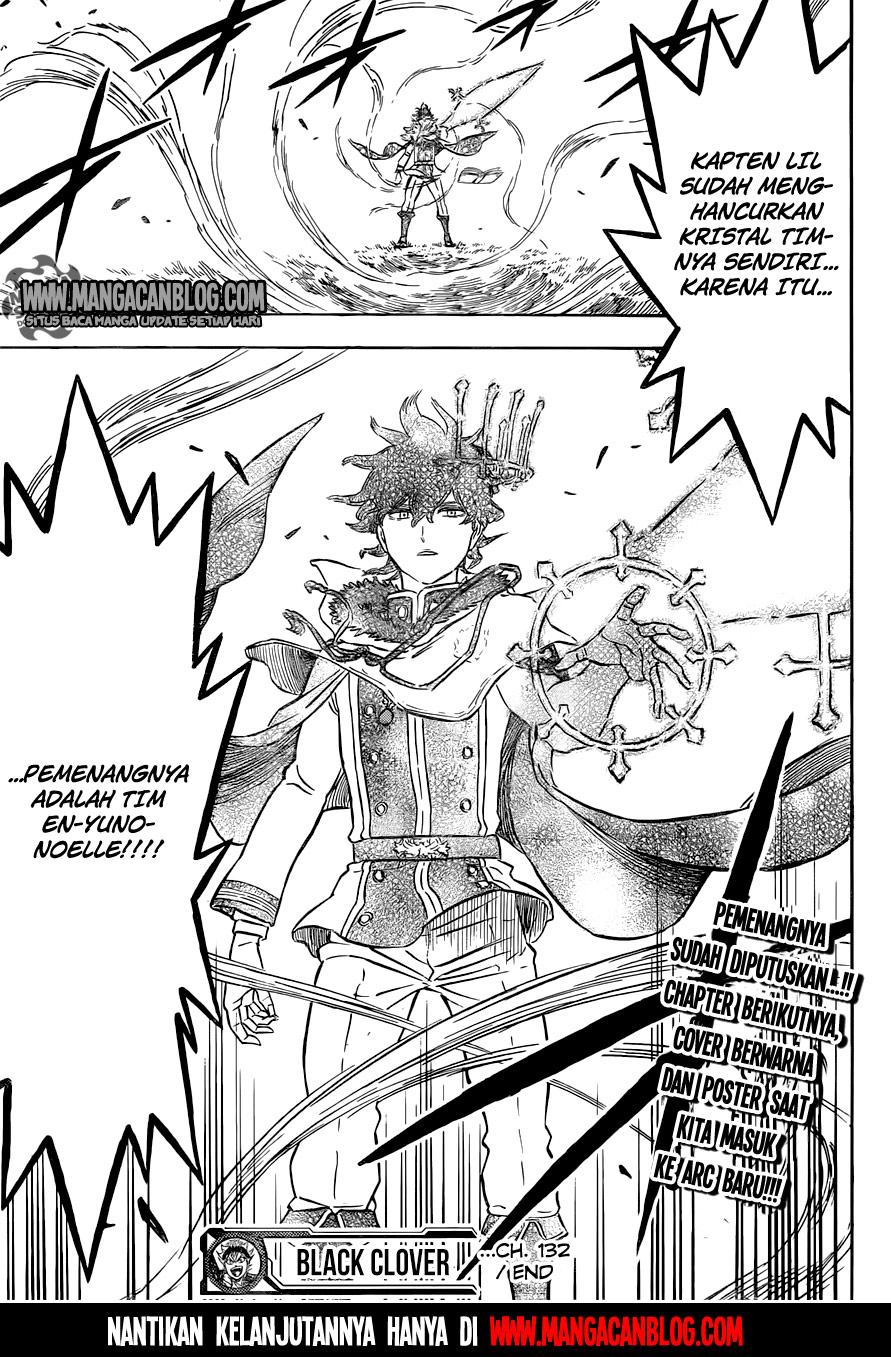 KAPTEN LIL
SUDAH MENG-
HANCURKAN
KRISTAL TIM-
NYA SENDIRI...
KARENA ITU...
WWW.MANGACANBLOG.COM
SITUS BACA MANGA UPDATE SETIAP HARI
...PEMENANGNYA
ADALAH TIM
EN-YUNO-
NOELLE!!!!
PEMENANGNYA
SUDAH DIPUTUSKAN...!!
CHAPTER BERIKUTNYA,
COVER BERWARNA
DAN POSTER SAAT
KITA MASUK
KE ARC BARU!!!
BLACK CLOVER
...CH. 132
/ END
NANTIKAN KELANJUTANNYA HANYA DI WWW.MANGACANBLOG.COM